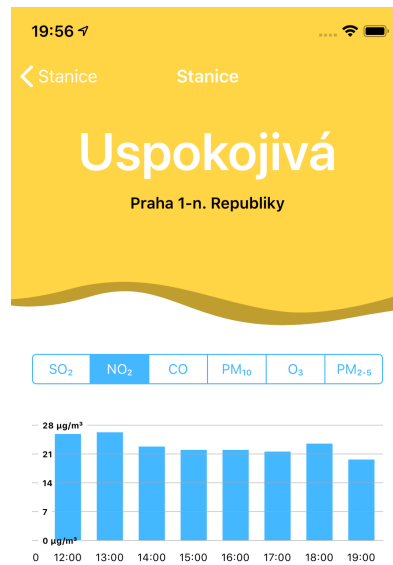 19:56
Stanice Stanice
Uspokojivá
Praha 1-n. Republiky
SO₂ NO₂ CO PM₁₀ O₃ PM₂.₅
28 µg/m³
21
14
7
0 µg/m³
0 12:00 13:00 14:00 15:00 16:00 17:00 18:00 19:00